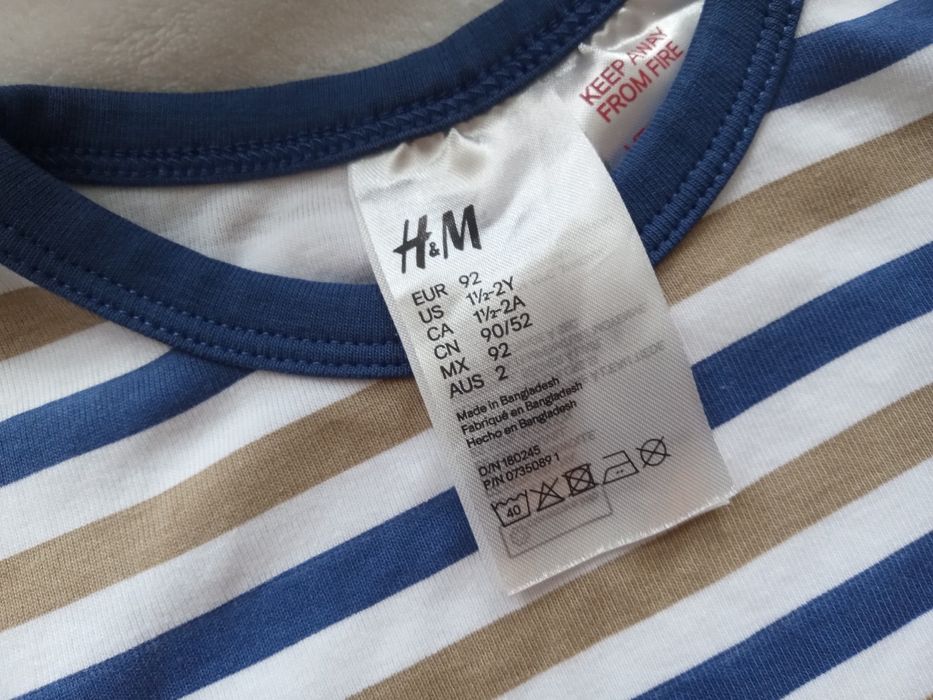 KEEP AWAY
FROM FIRE
H&M
EUR 92
US 1½-2Y
CA 1½-2A
CN 90/52
MX 92
AUS 2
Made in Bangladesh
Fabriqué en Bangladesh
Hecho en Bangladesh
D/N 180245
P/N 0735089 1
40